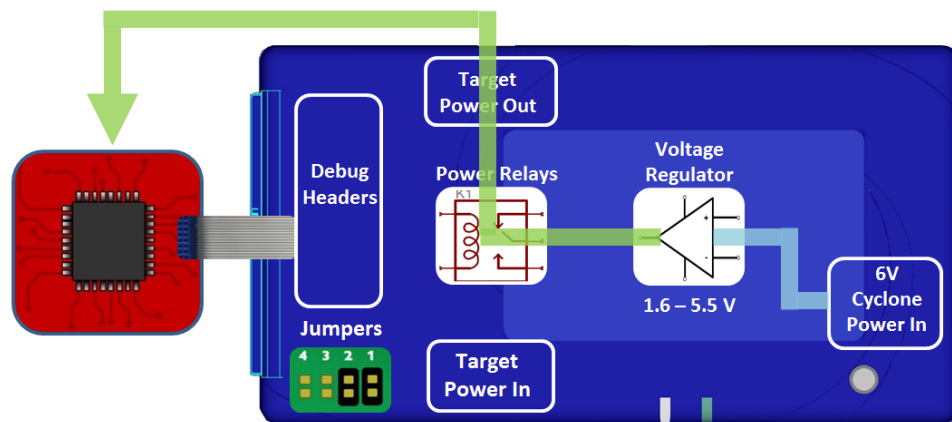 Target
Power Out
Debug
Headers
Power Relays
K1
Voltage
Regulator
+
-
1.6 – 5.5 V
6V
Cyclone
Power In
Jumpers
4 3 2 1
Target
Power In